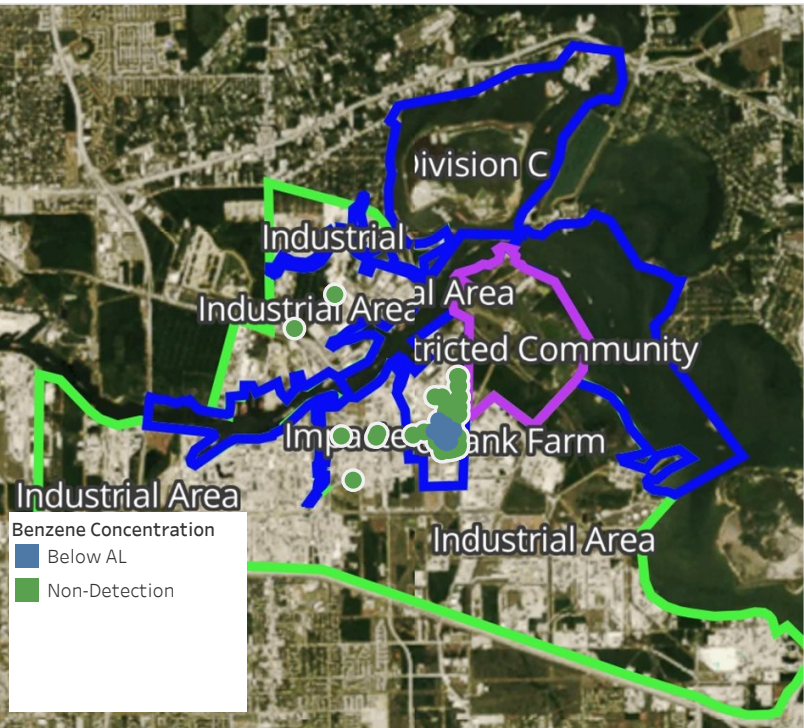 Division C
Industrial
al Area
Industrial Area
tricted Community
Tank Farm
Industrial Area
Industrial Area
Benzene Concentration
Below AL
Non-Detection